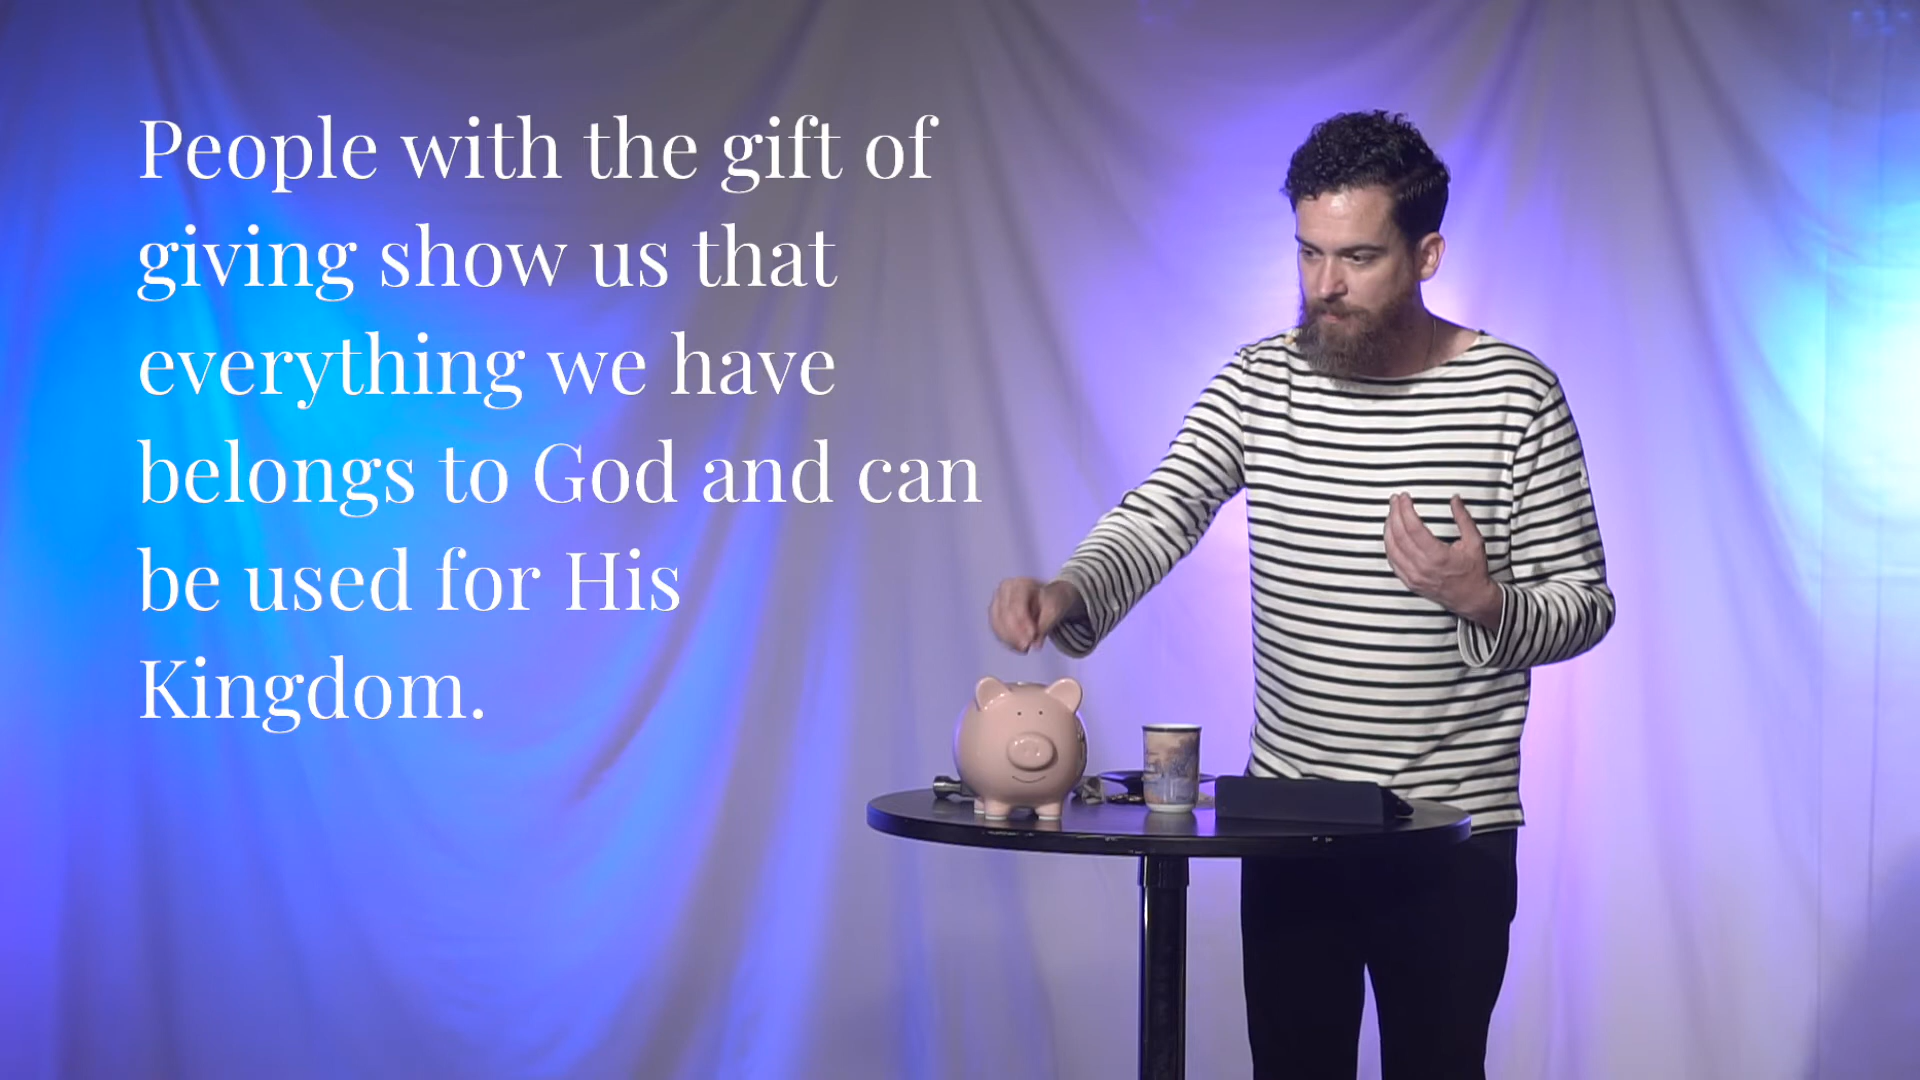 People with the gift of
giving show us that
everything we have
belongs to God and can
be used for His
Kingdom.